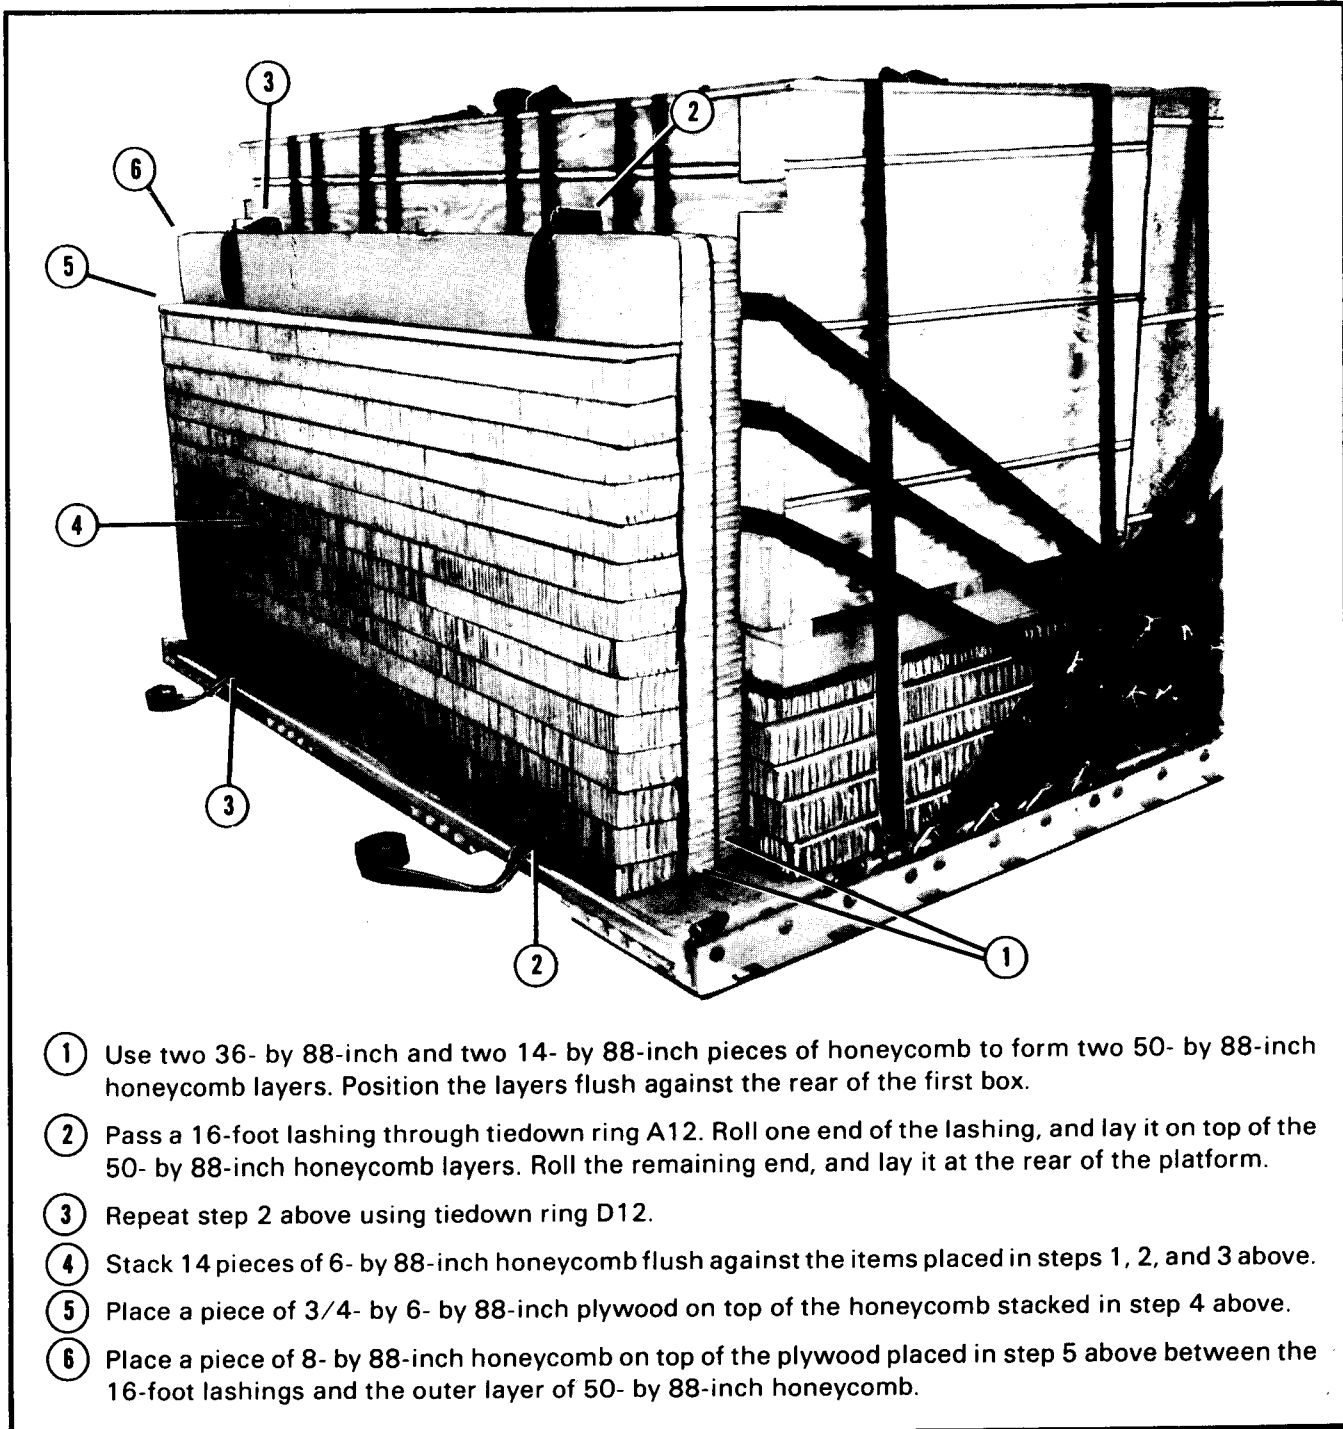 3
2
6
5
4
3
2
1
1 Use two 36- by 88-inch and two 14- by 88-inch pieces of honeycomb to form two 50- by 88-inch
honeycomb layers. Position the layers flush against the rear of the first box.
2 Pass a 16-foot lashing through tiedown ring A12. Roll one end of the lashing, and lay it on top of the
50- by 88-inch honeycomb layers. Roll the remaining end, and lay it at the rear of the platform.
3 Repeat step 2 above using tiedown ring D12.
4 Stack 14 pieces of 6- by 88-inch honeycomb flush against the items placed in steps 1, 2, and 3 above.
5 Place a piece of 3/4- by 6- by 88-inch plywood on top of the honeycomb stacked in step 4 above.
6 Place a piece of 8- by 88-inch honeycomb on top of the plywood placed in step 5 above between the
16-foot lashings and the outer layer of 50- by 88-inch honeycomb.